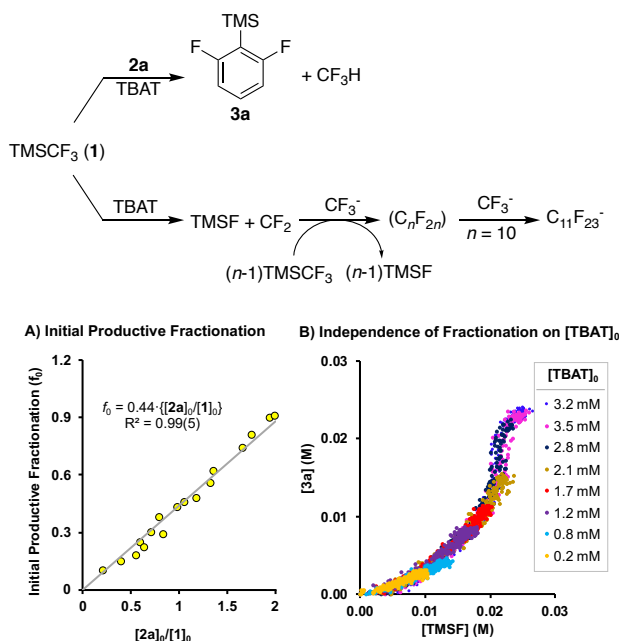 TMS
F
F
2a
TBAT
+ CF₃H
3a
TMSCF₃ (1)
TBAT
TMSF + CF₂
CF₃⁻
(CₙF₂ₙ)
CF₃⁻
n = 10
C₁₁F₂₃⁻
(n-1)TMSCF₃
(n-1)TMSF
A) Initial Productive Fractionation
Initial Productive Fractionation (f₀)
1.2
0.9
0.6
0.3
0
f₀ = 0.44·{[2a]₀/[1]₀}
R² = 0.99(5)
0
0.5
1
1.5
2
[2a]₀/[1]₀
B) Independence of Fractionation on [TBAT]₀
[3a] (M)
0.03
0.02
0.01
0.00
0.00
0.01
0.02
0.03
[TMSF] (M)
[TBAT]₀
3.2 mM
3.5 mM
2.8 mM
2.1 mM
1.7 mM
1.2 mM
0.8 mM
0.2 mM